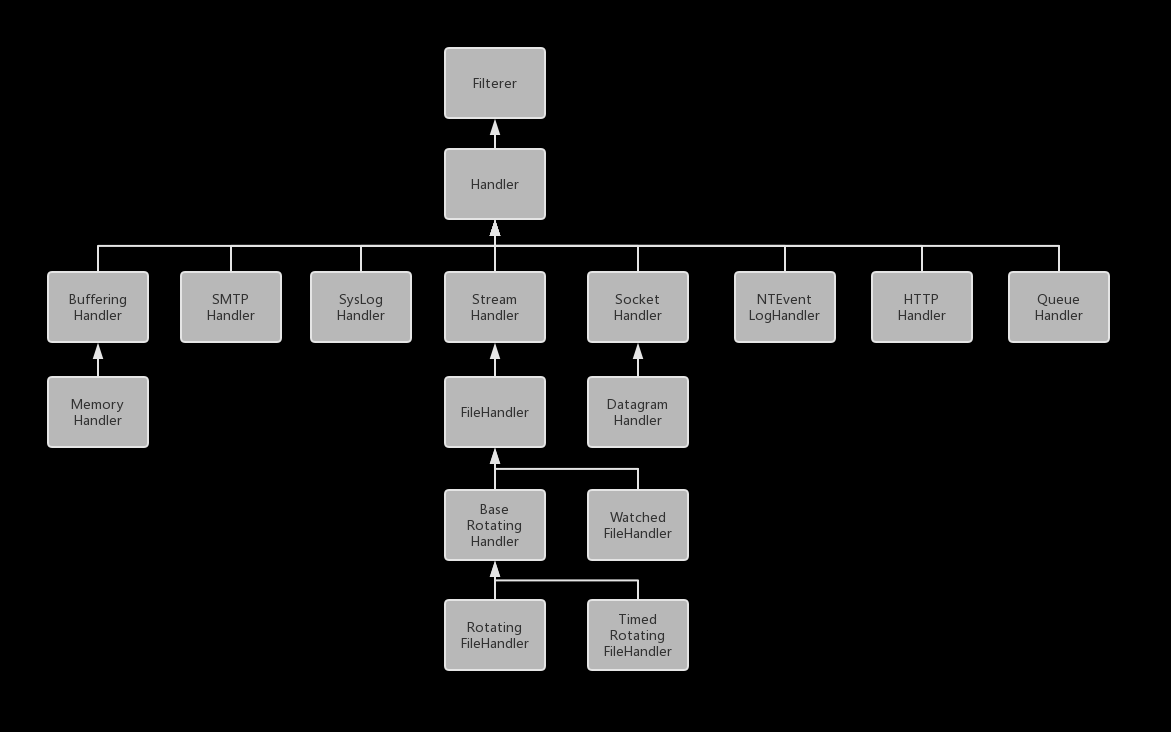 Filterer
Handler
Buffering
Handler
SMTP
Handler
SysLog
Handler
Stream
Handler
Socket
Handler
NTEvent
LogHandler
HTTP
Handler
Queue
Handler
Memory
Handler
FileHandler
Datagram
Handler
Base
Rotating
Handler
Watched
FileHandler
Rotating
FileHandler
Timed
Rotating
FileHandler